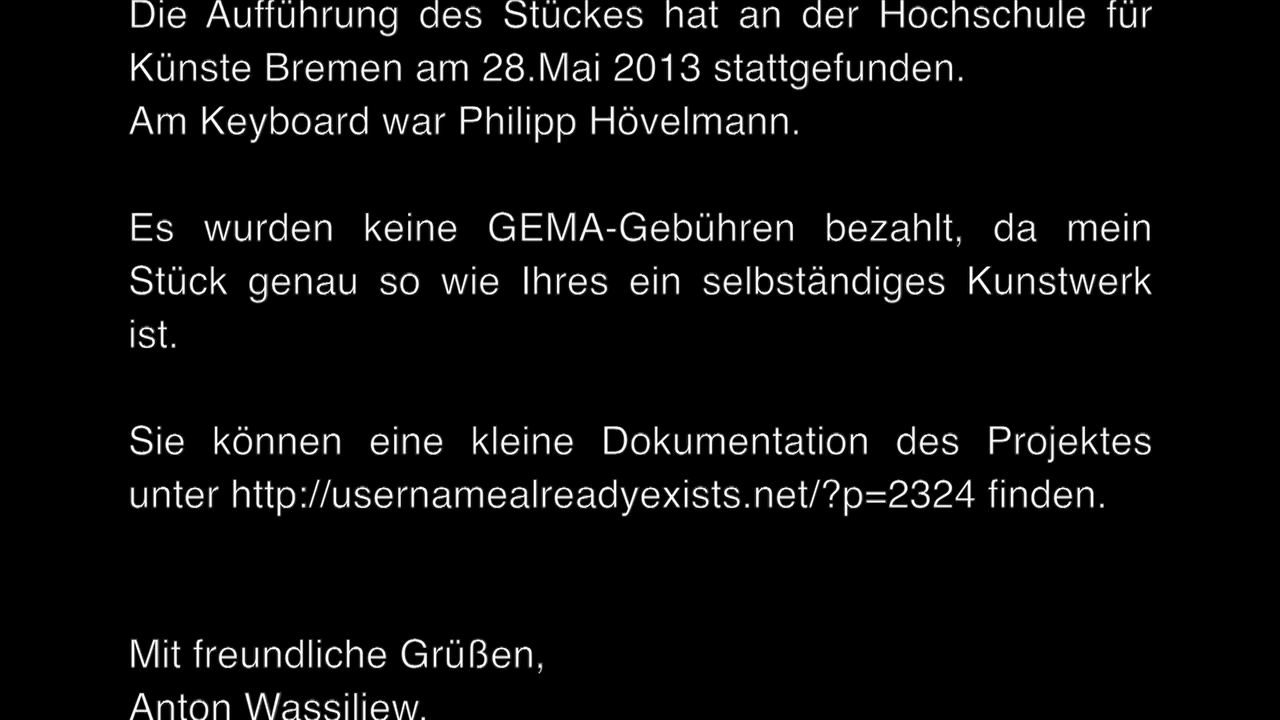 Die Aufführung des Stückes hat an der Hochschule für
Künste Bremen am 28.Mai 2013 stattgefunden.
Am Keyboard war Philipp Hövelmann.
Es wurden keine GEMA-Gebühren bezahlt, da mein
Stück genau so wie Ihres ein selbständiges Kunstwerk
ist.
Sie können eine kleine Dokumentation des Projektes
unter http://usernamealreadyexists.net/?p=2324 finden.
Mit freundliche Grüßen,
Anton Wassiliew.